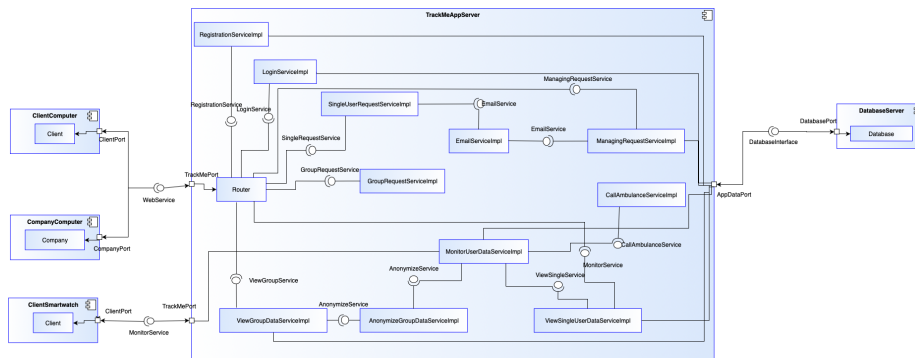 TrackMeAppServer
RegistrationServiceImpl
LoginServiceImpl
ManagingRequestService
RegistrationService
LoginService
SingleUserRequestServiceImpl
EmailService
ClientComputer
Client
ClientPort
DatabaseServer
DatabasePort
Database
DatabaseInterface
SingleRequestService
EmailServiceImpl
EmailService
ManagingRequestServiceImpl
GroupRequestService
GroupRequestServiceImpl
TrackMePort
Router
WebService
CallAmbulanceServiceImpl
AppDataPort
CompanyComputer
Company
CompanyPort
MonitorUserDataServiceImpl
CallAmbulanceService
MonitorService
AnonymizeService
ViewSingleService
ViewGroupService
ClientSmartwatch
Client
ClientPort
TrackMePort
MonitorService
AnonymizeService
ViewGroupDataServiceImpl
AnonymizeGroupDataServiceImpl
ViewSingleUserDataServiceImpl